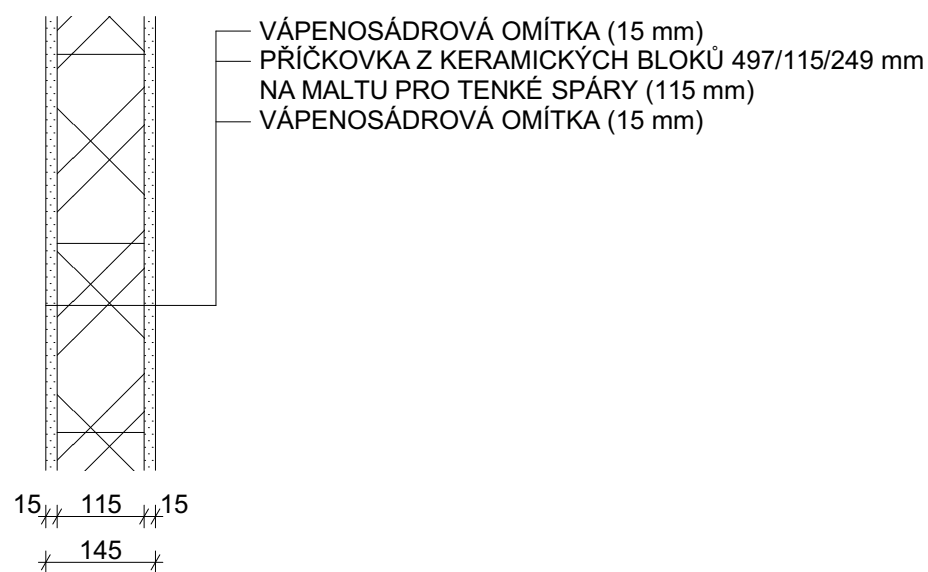 VÁPENOSÁDROVÁ OMÍTKA (15 mm)
PŘÍČKOVKA Z KERAMICKÝCH BLOKŮ 497/115/249 mm
NA MALTU PRO TENKÉ SPÁRY (115 mm)
VÁPENOSÁDROVÁ OMÍTKA (15 mm)
15 115 15
145